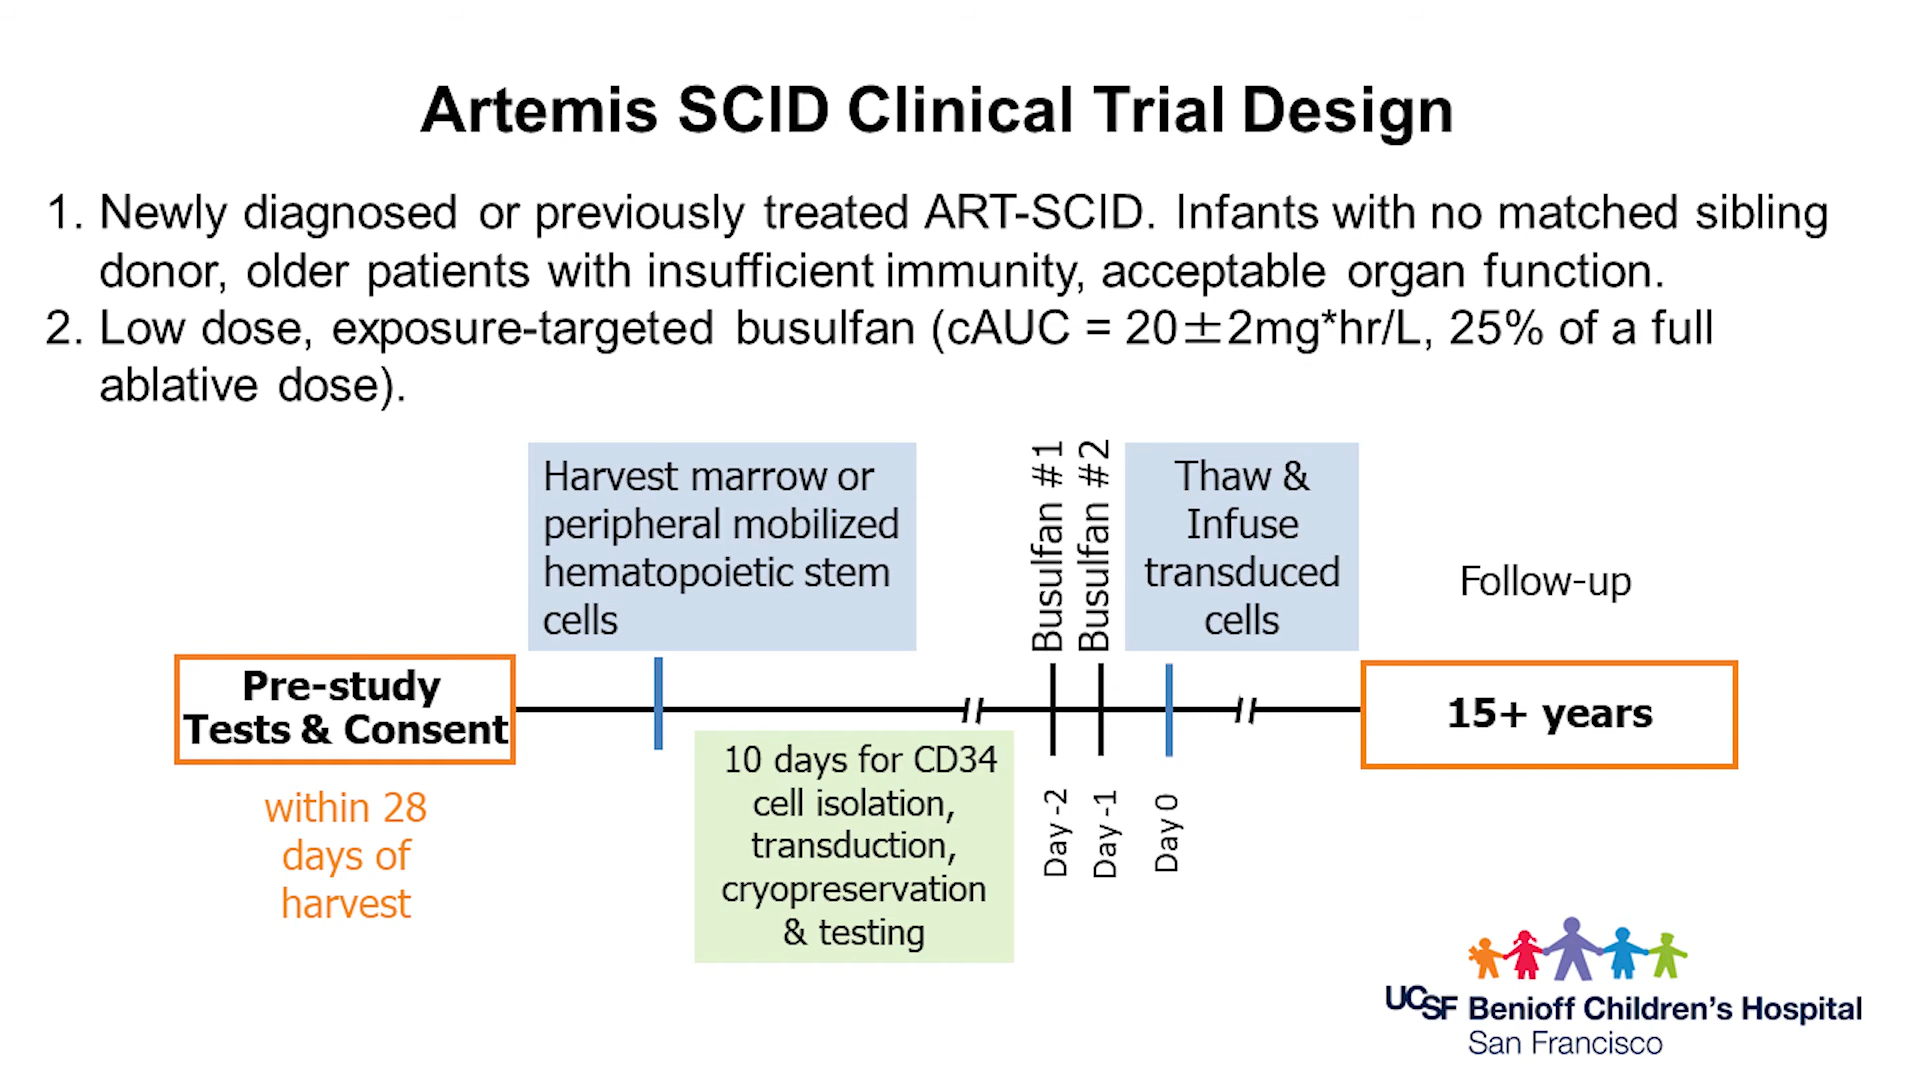 Artemis SCID Clinical Trial Design
1. Newly diagnosed or previously treated ART-SCID. Infants with no matched sibling
donor, older patients with insufficient immunity, acceptable organ function.
2. Low dose, exposure-targeted busulfan (cAUC = 20±2mg*hr/L, 25% of a full
ablative dose).
Harvest marrow or
peripheral mobilized
hematopoietic stem
cells
Busulfan #1
Busulfan #2
Thaw &
Infuse
transduced
cells
Follow-up
Pre-study
Tests & Consent
15+ years
within 28
days of
harvest
10 days for CD34
cell isolation,
transduction,
cryopreservation
& testing
Day -2
Day -1
Day 0
UCSF Benioff Children's Hospital
San Francisco